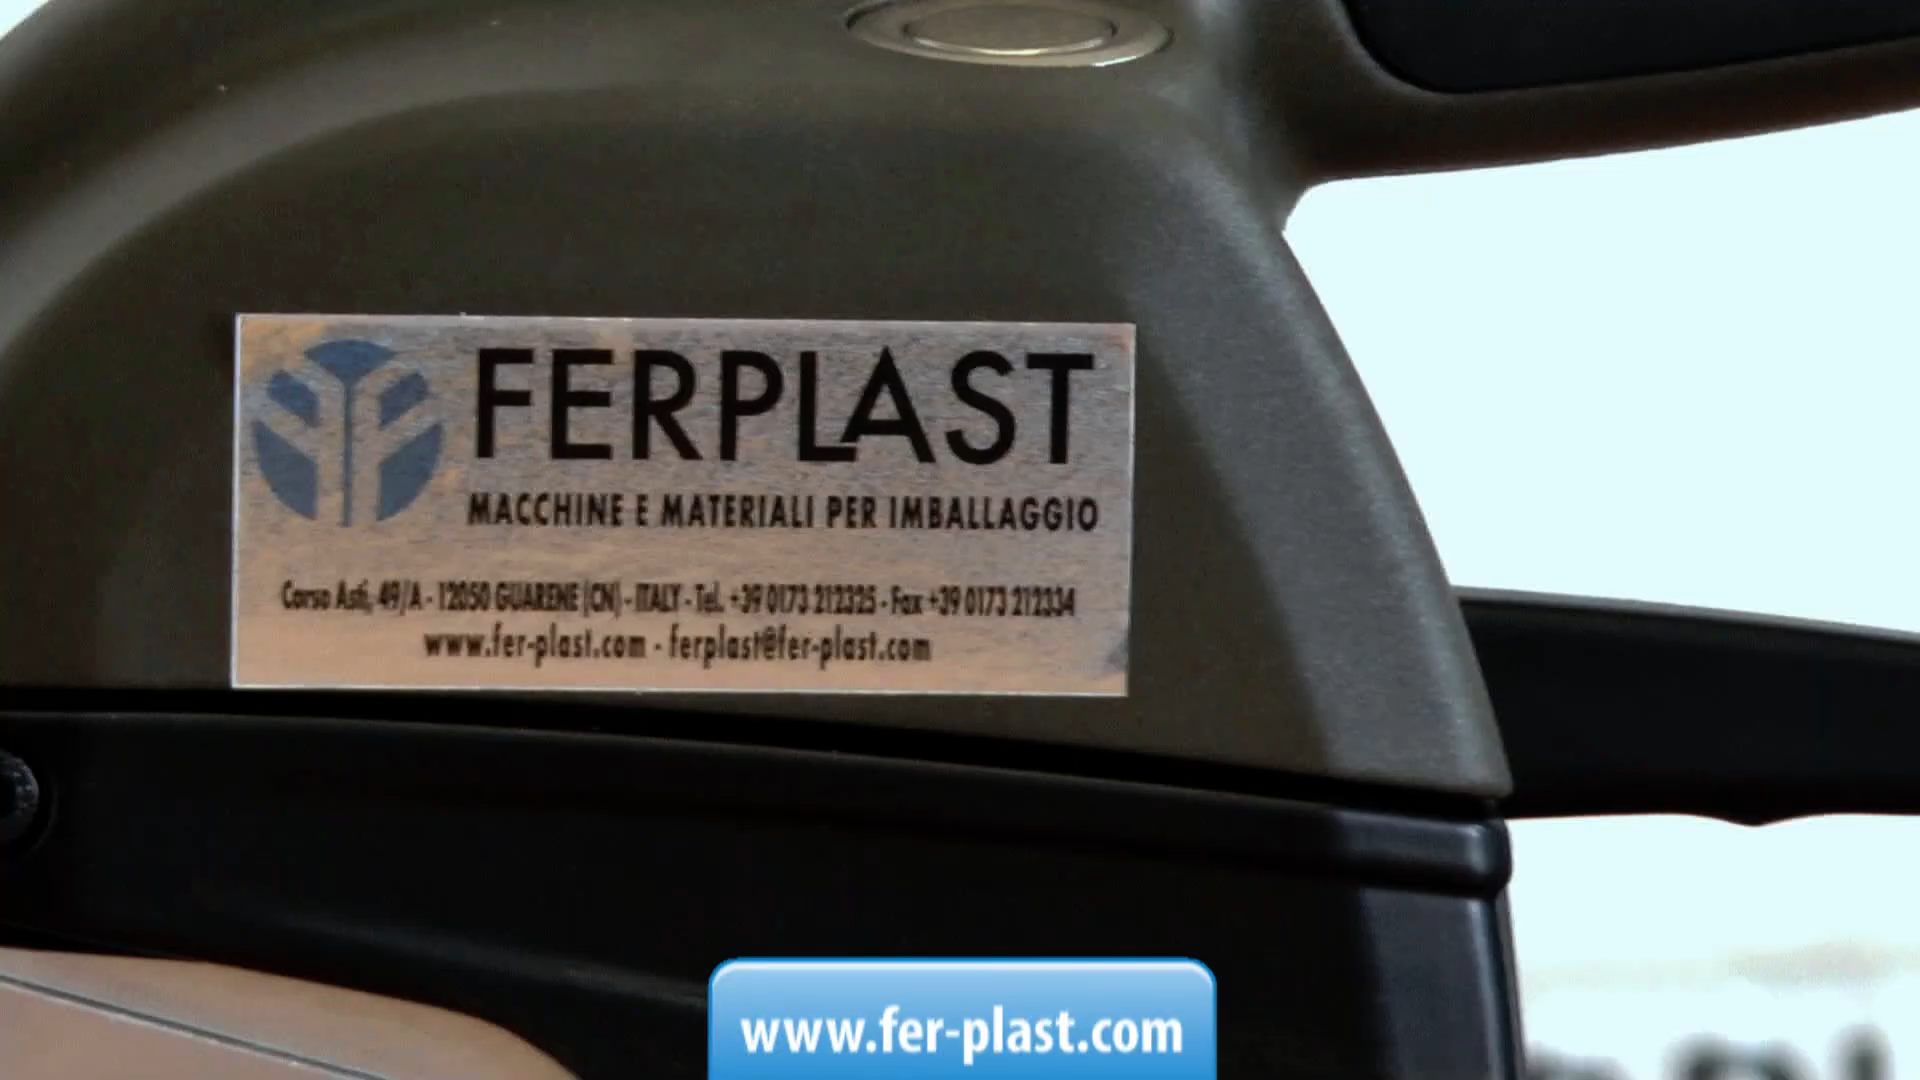 FERPLAST
MACCHINE E MATERIALI PER IMBALLAGGIO
Corso Asti, 49/A - 12050 GUARENE (CN) - ITALY - Tel. +39 0173 212325 - Fax +39 0173 212334
www.fer-plast.com - ferplast@fer-plast.com
www.fer-plast.com